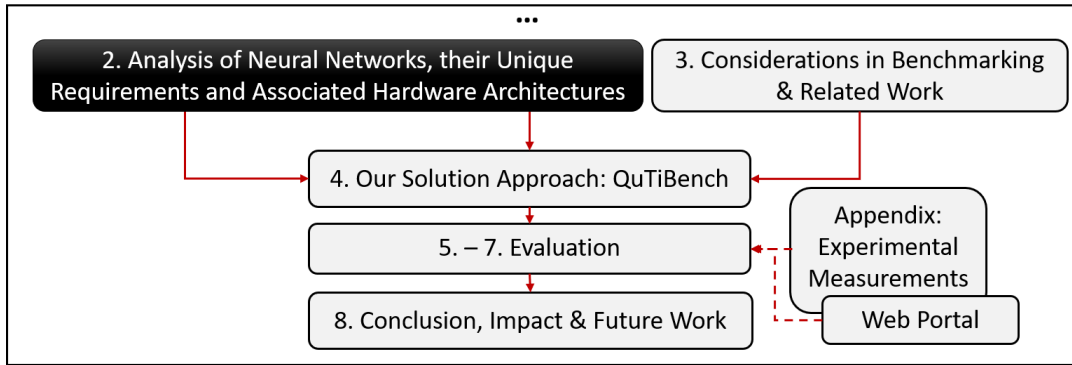 ...
2. Analysis of Neural Networks, their Unique
Requirements and Associated Hardware Architectures
3. Considerations in Benchmarking
& Related Work
4. Our Solution Approach: QuTiBench
5. – 7. Evaluation
Appendix:
Experimental
Measurements
Web Portal
8. Conclusion, Impact & Future Work